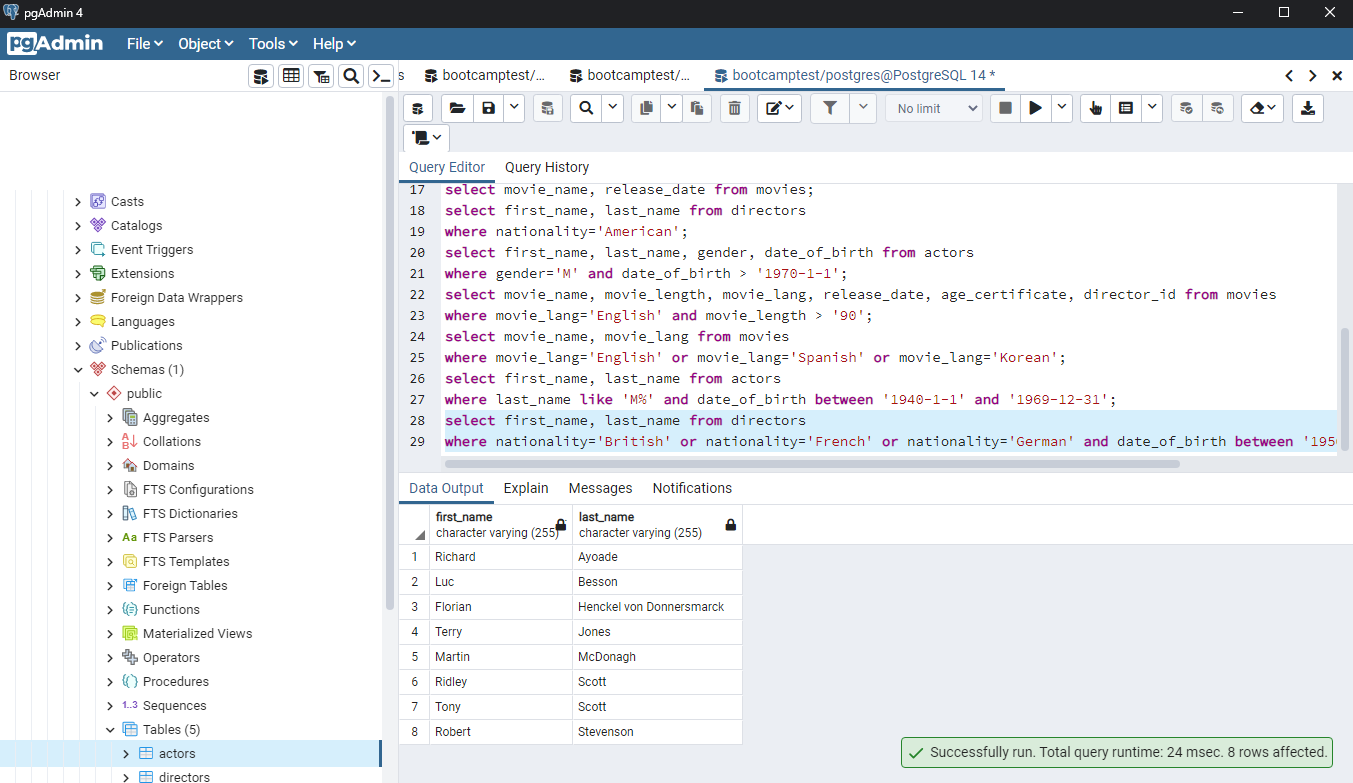 pgAdmin 4
pgAdmin File Object Tools Help
Browser
s bootcamptest/... bootcamptest/... bootcamptest/postgres@PostgreSQL 14 *
No limit
Query Editor Query History
Casts
Catalogs
Event Triggers
Extensions
Foreign Data Wrappers
Languages
Publications
Schemas (1)
public
Aggregates
Collations
Domains
FTS Configurations
FTS Dictionaries
Aa FTS Parsers
FTS Templates
Foreign Tables
Functions
Materialized Views
Operators
Procedures
1..3 Sequences
Tables (5)
actors
directors
17 select movie_name, release_date from movies;
18 select first_name, last_name from directors
19 where nationality='American';
20 select first_name, last_name, gender, date_of_birth from actors
21 where gender='M' and date_of_birth > '1970-1-1';
22 select movie_name, movie_length, movie_lang, release_date, age_certificate, director_id from movies
23 where movie_lang='English' and movie_length > '90';
24 select movie_name, movie_lang from movies
25 where movie_lang='English' or movie_lang='Spanish' or movie_lang='Korean';
26 select first_name, last_name from actors
27 where last_name like 'M%' and date_of_birth between '1940-1-1' and '1969-12-31';
28 select first_name, last_name from directors
29 where nationality='British' or nationality='French' or nationality='German' and date_of_birth between '195
Data Output Explain Messages Notifications
first_name last_name
character varying (255) character varying (255)
1 Richard Ayoade
2 Luc Besson
3 Florian Henckel von Donnersmarck
4 Terry Jones
5 Martin McDonagh
6 Ridley Scott
7 Tony Scott
8 Robert Stevenson
Successfully run. Total query runtime: 24 msec. 8 rows affected.